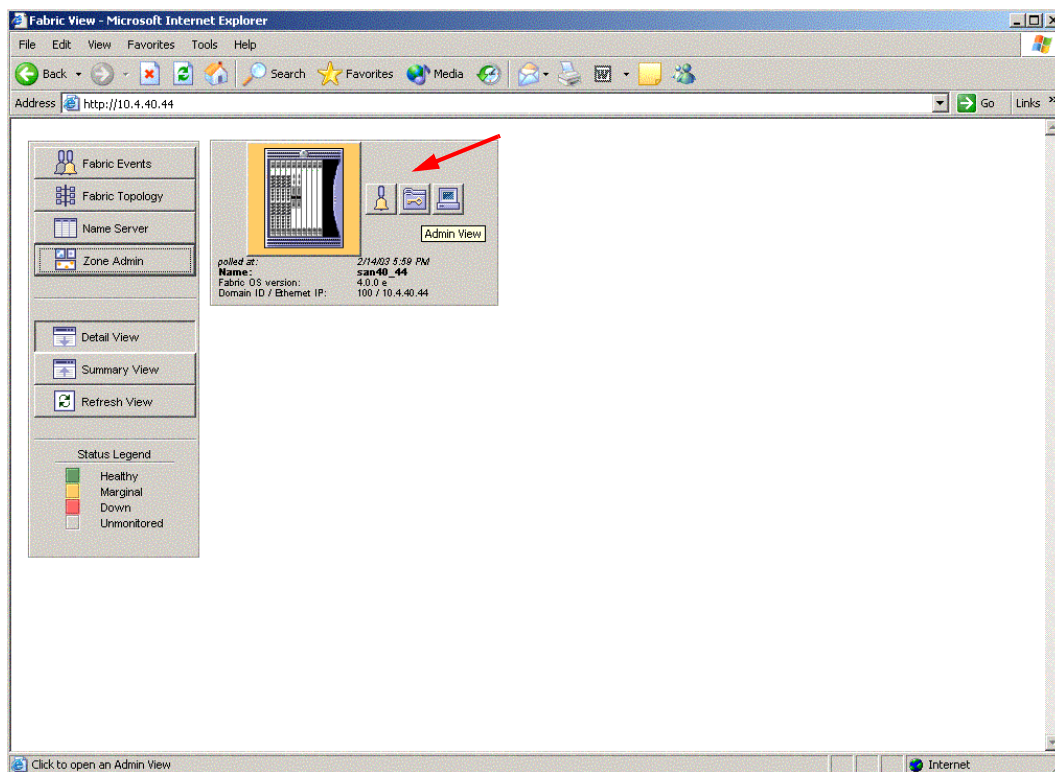 Fabric View - Microsoft Internet Explorer
File Edit View Favorites Tools Help
Back Search Favorites Media
Address http://10.4.40.44 Go Links »
Fabric Events
Fabric Topology
Name Server
Zone Admin
Admin View
polled at: 2/14/03 5:59 PM
Name: san40_44
Fabric OS version: 4.0.0 e
Domain ID / Ethernet IP: 100 / 10.4.40.44
Detail View
Summary View
Refresh View
Status Legend
Healthy
Marginal
Down
Unmonitored
Click to open an Admin View Internet